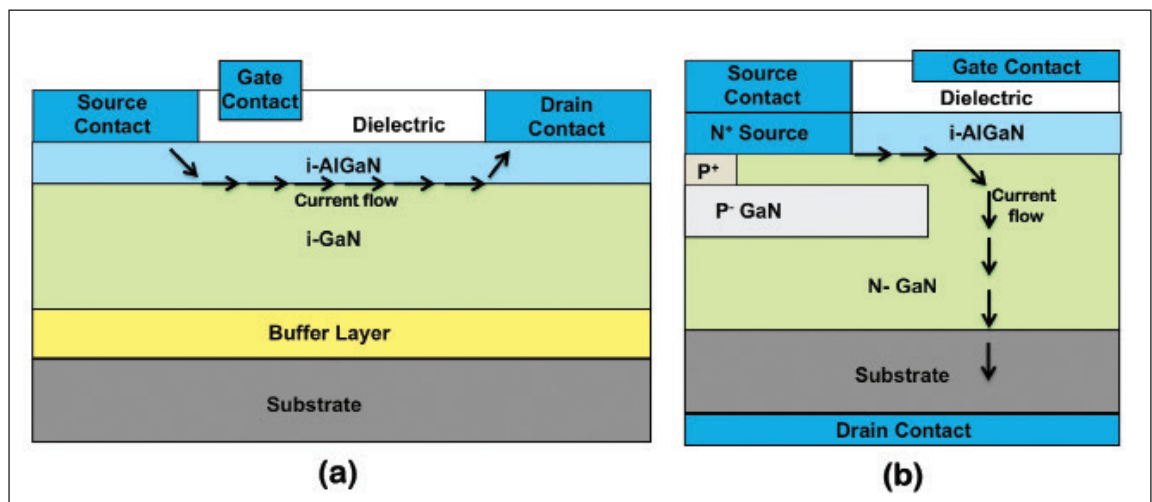 Gate
Contact
Source
Contact
Dielectric
Drain
Contact
i-AlGaN
Current flow
i-GaN
Buffer Layer
Substrate
(a)
Gate Contact
Source
Contact
Dielectric
N+ Source
i-AlGaN
P+
P- GaN
Current
flow
N- GaN
Substrate
Drain Contact
(b)